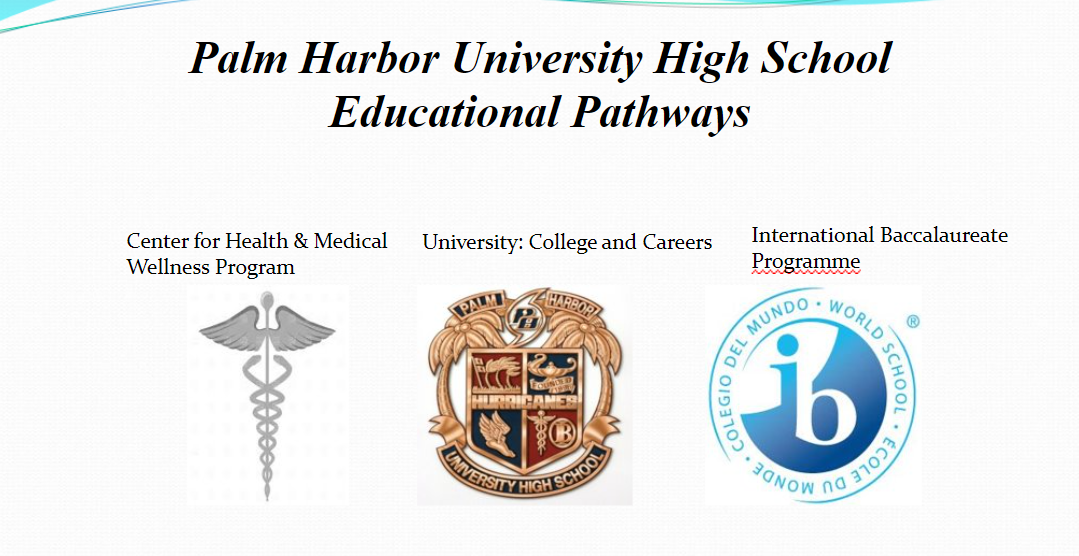 Palm Harbor University High School
Educational Pathways
Center for Health & Medical
Wellness Program
University: College and Careers
International Baccalaureate
Programme
PALM HARBOR
PH
HURRICANES
UNIVERSITY HIGH SCHOOL
ib
COLEGIO DEL MUNDO • WORLD SCHOOL • ÉCOLE DU MONDE •
®